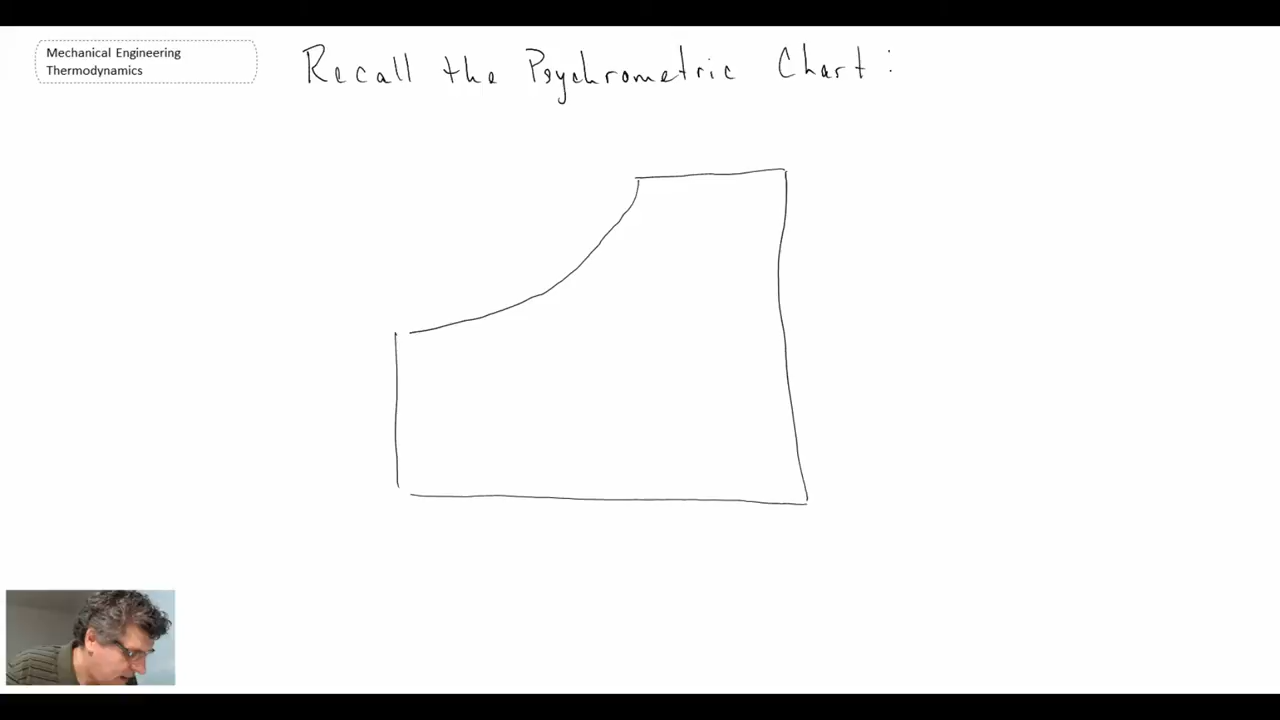 Mechanical Engineering
Thermodynamics
Recall the Psychrometric Chart :